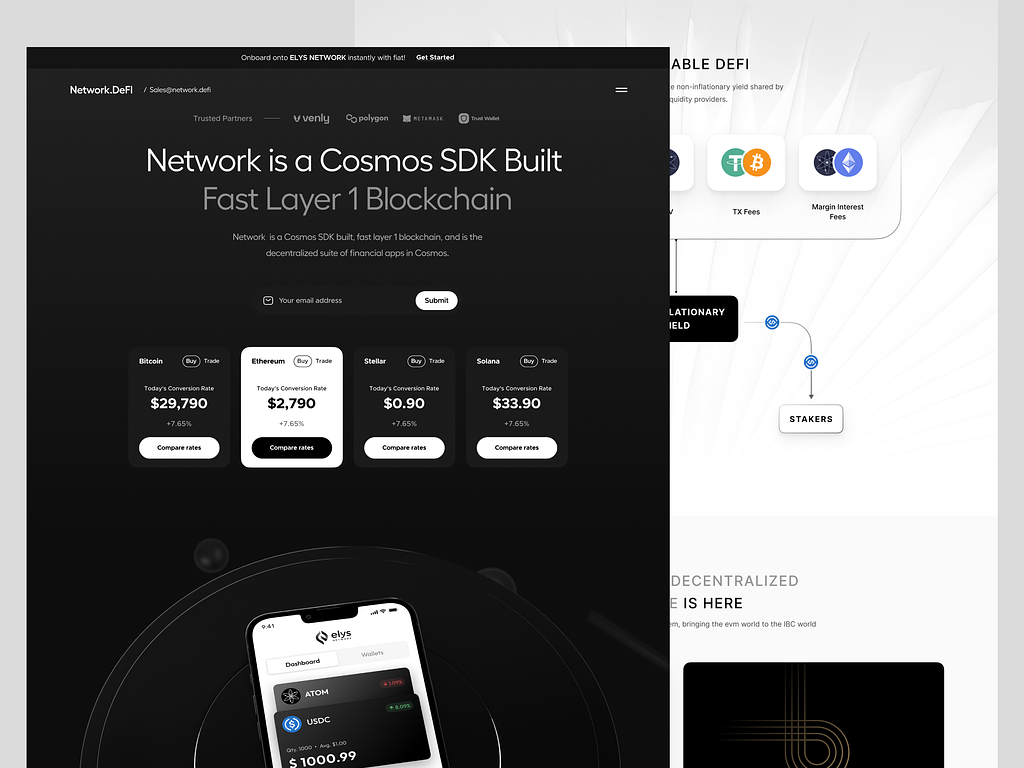 Onboard onto ELYS NETWORK instantly with fiat! Get Started
Network.DeFI / Sales@network.defi
Trusted Partners venly polygon METAMASK Trust Wallet
Network is a Cosmos SDK Built
Fast Layer 1 Blockchain
Network is a Cosmos SDK built, fast layer 1 blockchain, and is the
decentralized suite of financial apps in Cosmos.
Your email address Submit
Bitcoin Buy Trade
Today's Conversion Rate
$29,790
+7.65%
Compare rates
Ethereum Buy Trade
Today's Conversion Rate
$2,790
+7.65%
Compare rates
Stellar Buy Trade
Today's Conversion Rate
$0.90
+7.65%
Compare rates
Solana Buy Trade
Today's Conversion Rate
$33.90
+7.65%
Compare rates
9:41
elys
NETWORK
Dashboard Wallets
ATOM 1.09%
USDC 8.09%
Qty. 1000 • Avg. $1.00
$ 1000.99
ABLE DEFI
e non-inflationary yield shared by
quidity providers.
V
TX Fees
Margin Interest
Fees
LATIONARY
IELD
STAKERS
DECENTRALIZED
E IS HERE
em, bringing the evm world to the IBC world